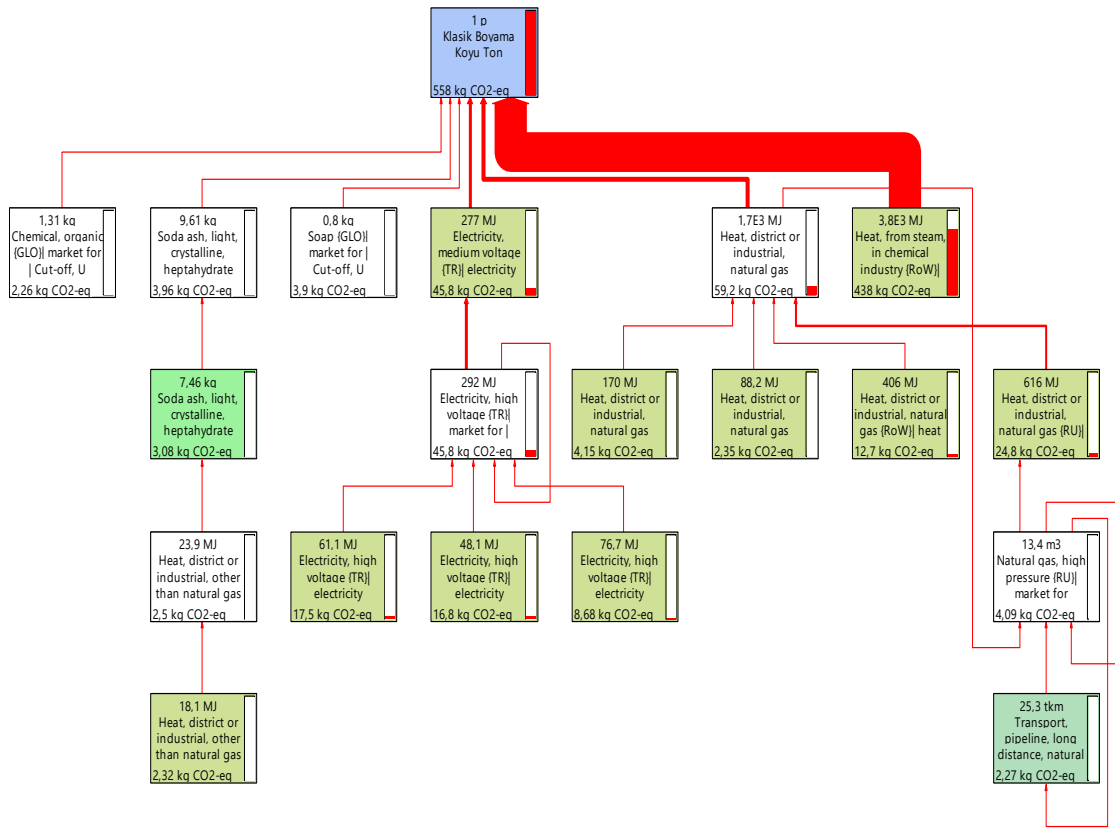 1 p
Klasik Boyama
Koyu Ton
558 kg CO2-eq
1,31 kg
Chemical, organic
{GLO}| market for
| Cut-off, U
2,26 kg CO2-eq
9,61 kg
Soda ash, light,
crystalline,
heptahydrate
3,96 kg CO2-eq
0,8 kg
Soap {GLO}|
market for |
Cut-off, U
3,9 kg CO2-eq
277 MJ
Electricity,
medium voltage
{TR}| electricity
45,8 kg CO2-eq
1,7E3 MJ
Heat, district or
industrial,
natural gas
59,2 kg CO2-eq
3,8E3 MJ
Heat, from steam,
in chemical
industry {RoW}|
438 kg CO2-eq
7,46 kg
Soda ash, light,
crystalline,
heptahydrate
3,08 kg CO2-eq
292 MJ
Electricity, high
voltage {TR}|
market for |
45,8 kg CO2-eq
170 MJ
Heat, district or
industrial,
natural gas
4,15 kg CO2-eq
88,2 MJ
Heat, district or
industrial,
natural gas
2,35 kg CO2-eq
406 MJ
Heat, district or
industrial, natural
gas {RoW}| heat
12,7 kg CO2-eq
616 MJ
Heat, district or
industrial,
natural gas {RU}|
24,8 kg CO2-eq
23,9 MJ
Heat, district or
industrial, other
than natural gas
2,5 kg CO2-eq
61,1 MJ
Electricity, high
voltage {TR}|
electricity
17,5 kg CO2-eq
48,1 MJ
Electricity, high
voltage {TR}|
electricity
16,8 kg CO2-eq
76,7 MJ
Electricity, high
voltage {TR}|
electricity
8,68 kg CO2-eq
13,4 m3
Natural gas, high
pressure {RU}|
market for
4,09 kg CO2-eq
18,1 MJ
Heat, district or
industrial, other
than natural gas
2,32 kg CO2-eq
25,3 tkm
Transport,
pipeline, long
distance, natural
2,27 kg CO2-eq